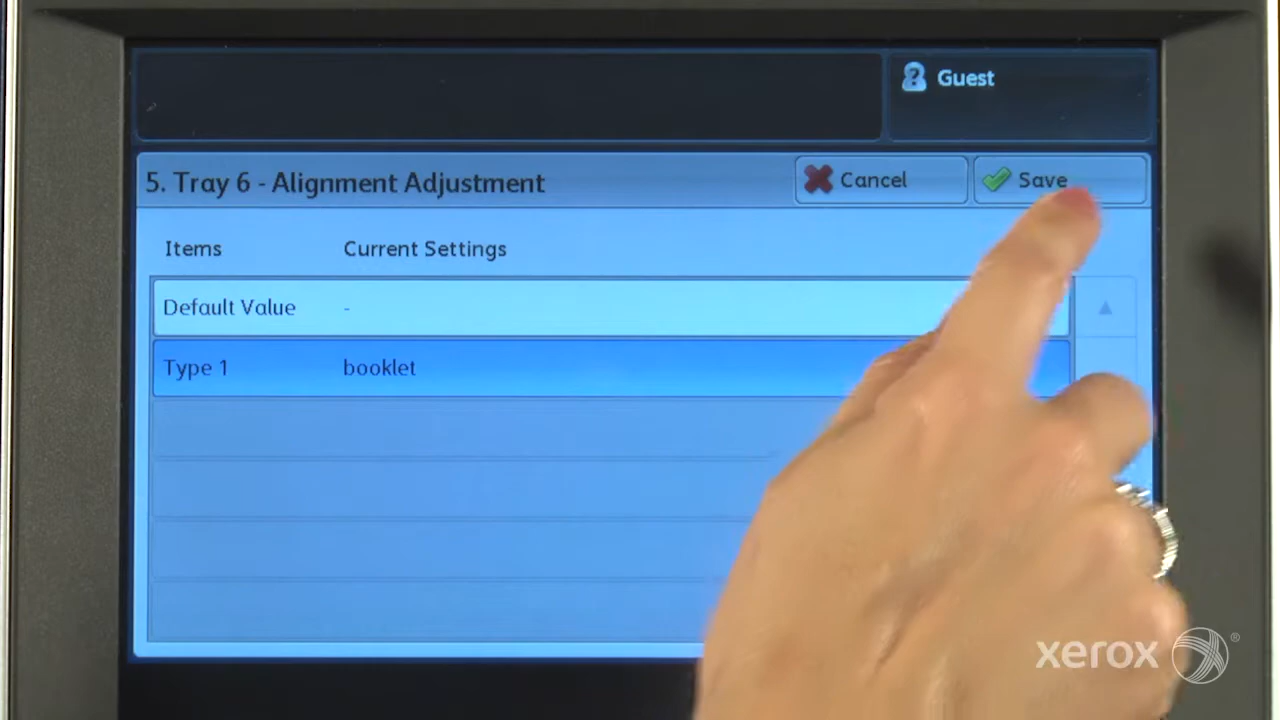 Guest
5. Tray 6 - Alignment Adjustment
Cancel
Save
Items Current Settings
Default Value -
Type 1 booklet
xerox ®